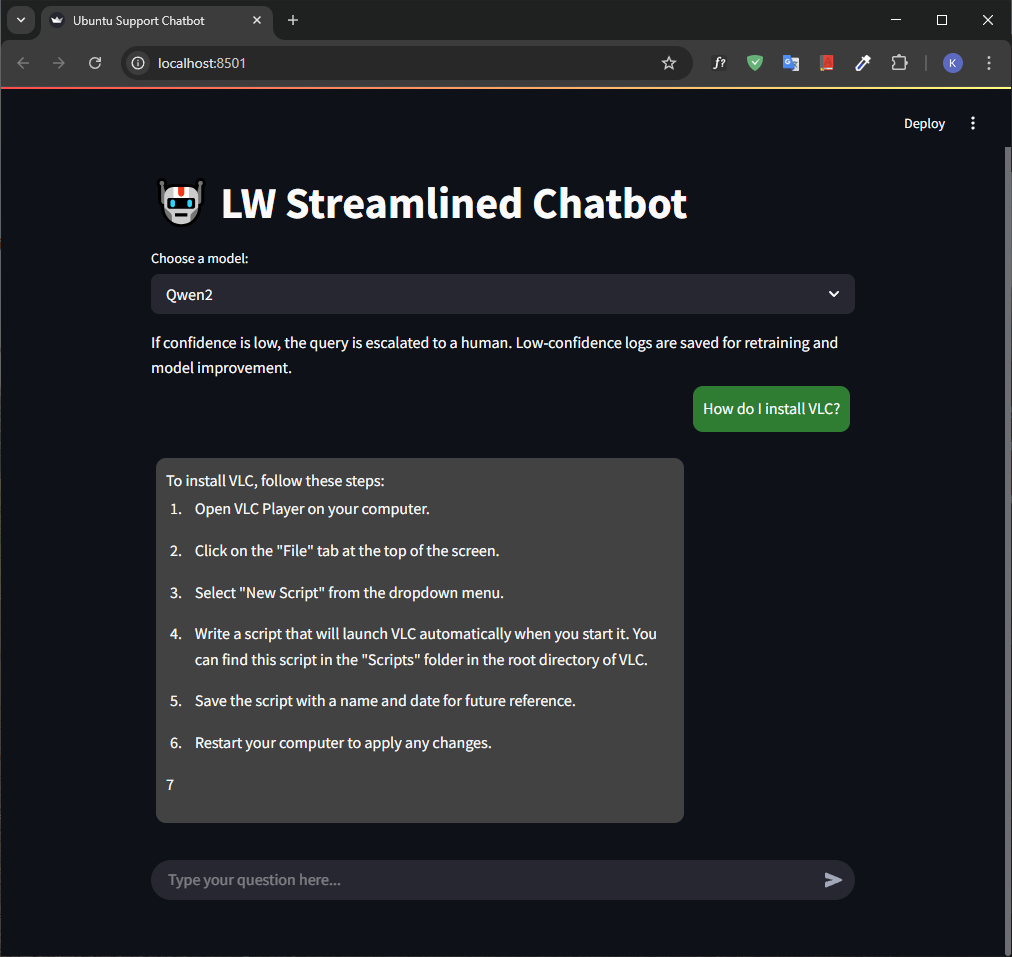 Ubuntu Support Chatbot
localhost:8501
f?
K
Deploy
LW Streamlined Chatbot
Choose a model:
Qwen2
If confidence is low, the query is escalated to a human. Low-confidence logs are saved for retraining and
model improvement.
How do I install VLC?
To install VLC, follow these steps:
1. Open VLC Player on your computer.
2. Click on the "File" tab at the top of the screen.
3. Select "New Script" from the dropdown menu.
4. Write a script that will launch VLC automatically when you start it. You
can find this script in the "Scripts" folder in the root directory of VLC.
5. Save the script with a name and date for future reference.
6. Restart your computer to apply any changes.
7
Type your question here...